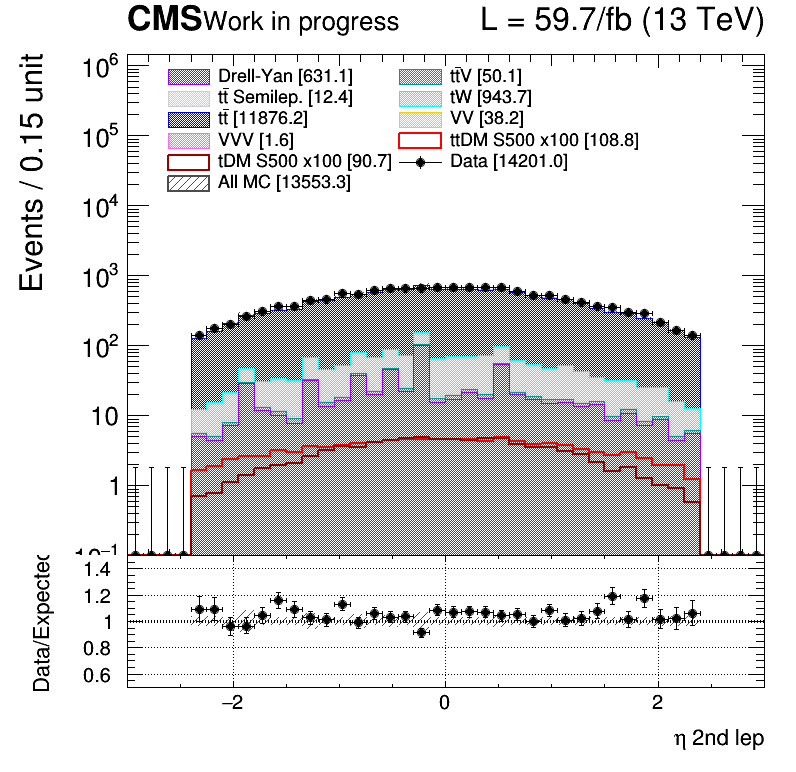 CMS Work in progress L = 59.7/fb (13 TeV)
Events / 0.15 unit
Drell-Yan [631.1] tt̄V [50.1]
tt̄ Semilep. [12.4] tW [943.7]
tt̄ [11876.2] VV [38.2]
VVV [1.6] ttDM S500 x100 [108.8]
tDM S500 x100 [90.7] Data [14201.0]
All MC [13553.3]
10⁶
10⁵
10⁴
10³
10²
10
1
10⁻¹
Data/Expected
1.4
1.2
1
0.8
0.6
−2 0 2
η 2nd lep